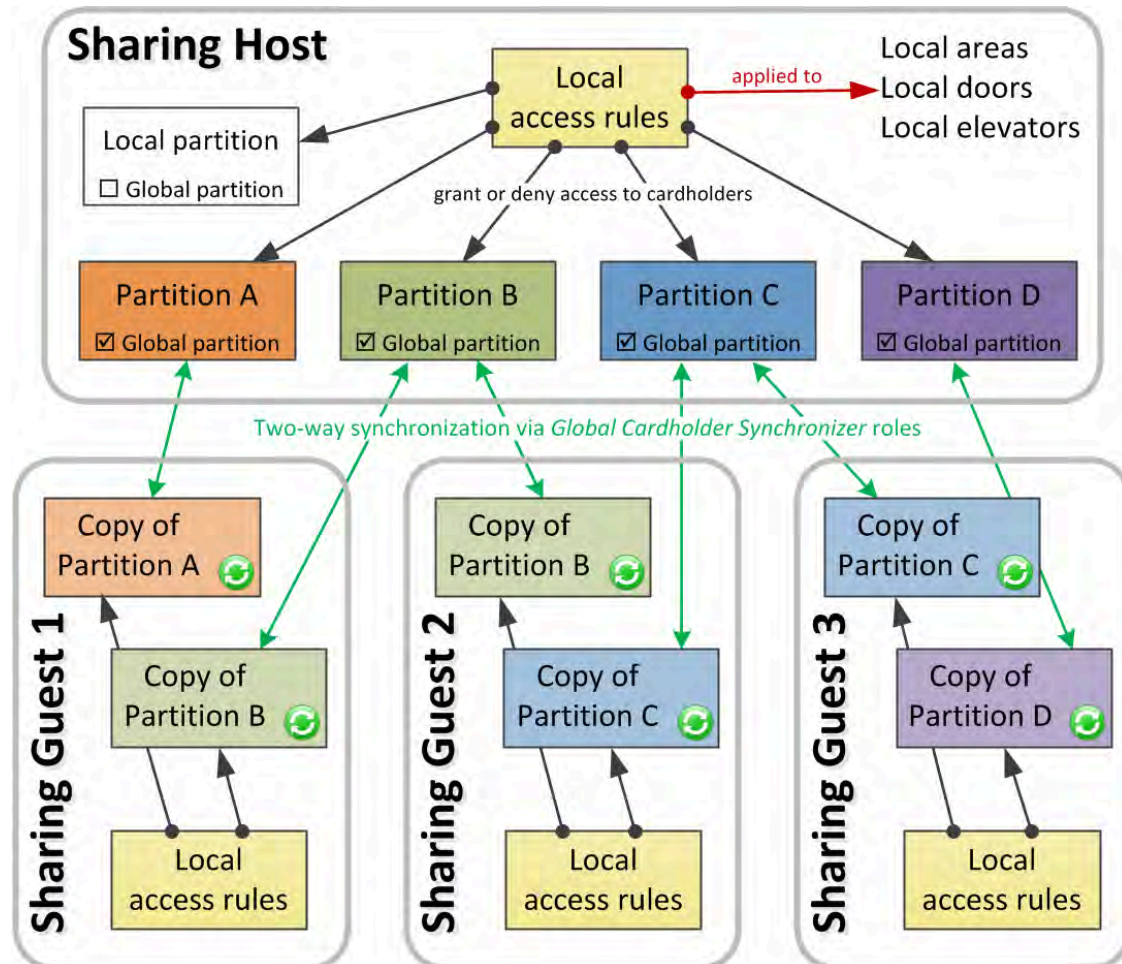 Sharing Host
Local
access rules
applied to
Local areas
Local doors
Local elevators
Local partition
☐ Global partition
grant or deny access to cardholders
Partition A
☑ Global partition
Partition B
☑ Global partition
Partition C
☑ Global partition
Partition D
☑ Global partition
Two-way synchronization via Global Cardholder Synchronizer roles
Sharing Guest 1
Copy of
Partition A
Copy of
Partition B
Local
access rules
Sharing Guest 2
Copy of
Partition B
Copy of
Partition C
Local
access rules
Sharing Guest 3
Copy of
Partition C
Copy of
Partition D
Local
access rules